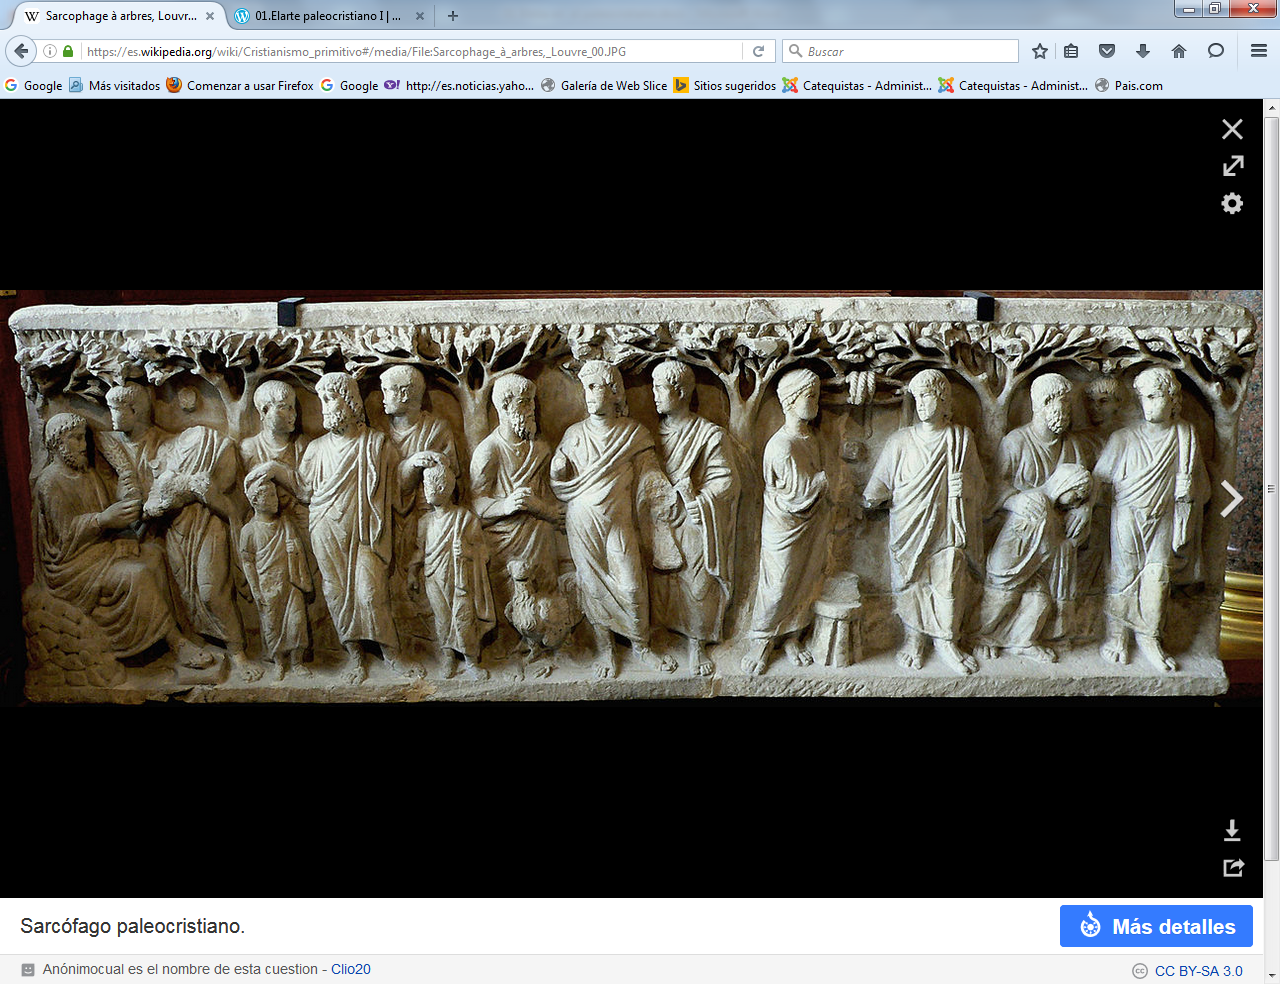 Sarcophage à arbres, Louvr...
01.Elarte paleocristiano I | ...
https://es.wikipedia.org/wiki/Cristianismo_primitivo#/media/File:Sarcophage_à_arbres,_Louvre_00.JPG
Buscar
Google
Más visitados
Comenzar a usar Firefox
Google
http://es.noticias.yaho...
Galería de Web Slice
Sitios sugeridos
Catequistas - Administ...
Catequistas - Administ...
Pais.com
Sarcófago paleocristiano.
Más detalles
Anónimocual es el nombre de esta cuestion - Clio20
CC BY-SA 3.0